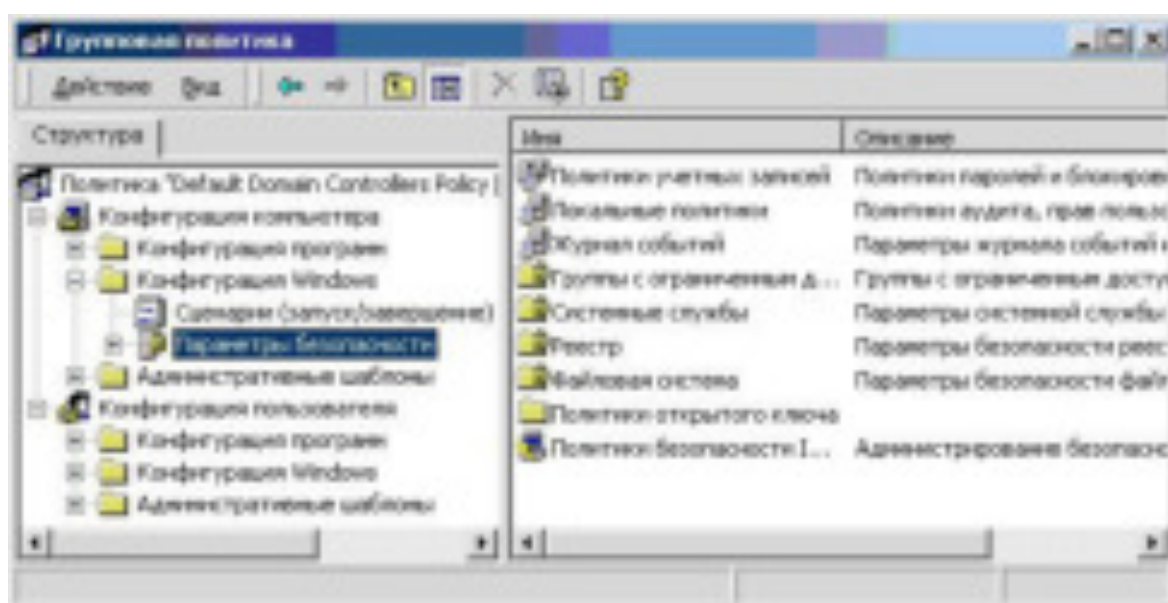 Групповая политика
Действие Вид
Структура
Политика "Default Domain Controllers Policy [
Конфигурация компьютера
Конфигурация программ
Конфигурация Windows
Сценарии (запуск/завершение)
Параметры безопасности
Административные шаблоны
Конфигурация пользователя
Конфигурация программ
Конфигурация Windows
Административные шаблоны
Имя Описание
Политики учетных записей Политики паролей и блокиров
Локальные политики Политики аудита, прав пользо
Журнал событий Параметры журнала событий и
Группы с ограниченным д... Группы с ограниченным досту
Системные службы Параметры системной службы
Реестр Параметры безопасности реес
Файловая система Параметры безопасности файл
Политики открытого ключа
Политики безопасности I... Администрирование безопасно